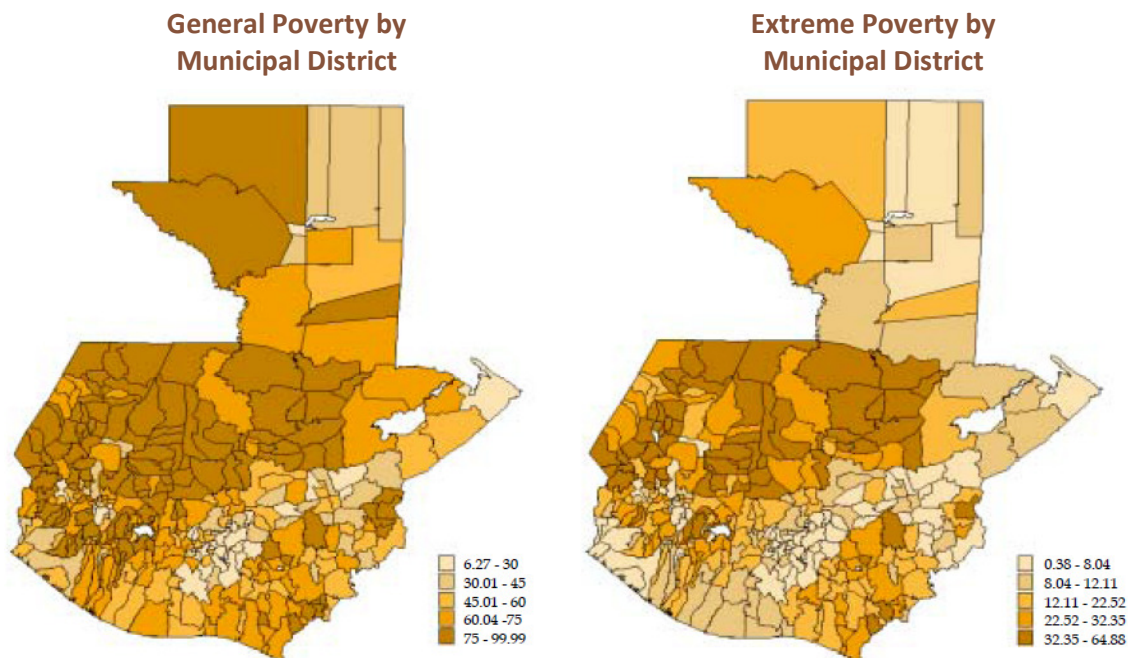 General Poverty by
Municipal District
6.27 - 30
30.01 - 45
45.01 - 60
60.04 -75
75 - 99.99
Extreme Poverty by
Municipal District
0.38 - 8.04
8.04 - 12.11
12.11 - 22.52
22.52 - 32.35
32.35 - 64.88